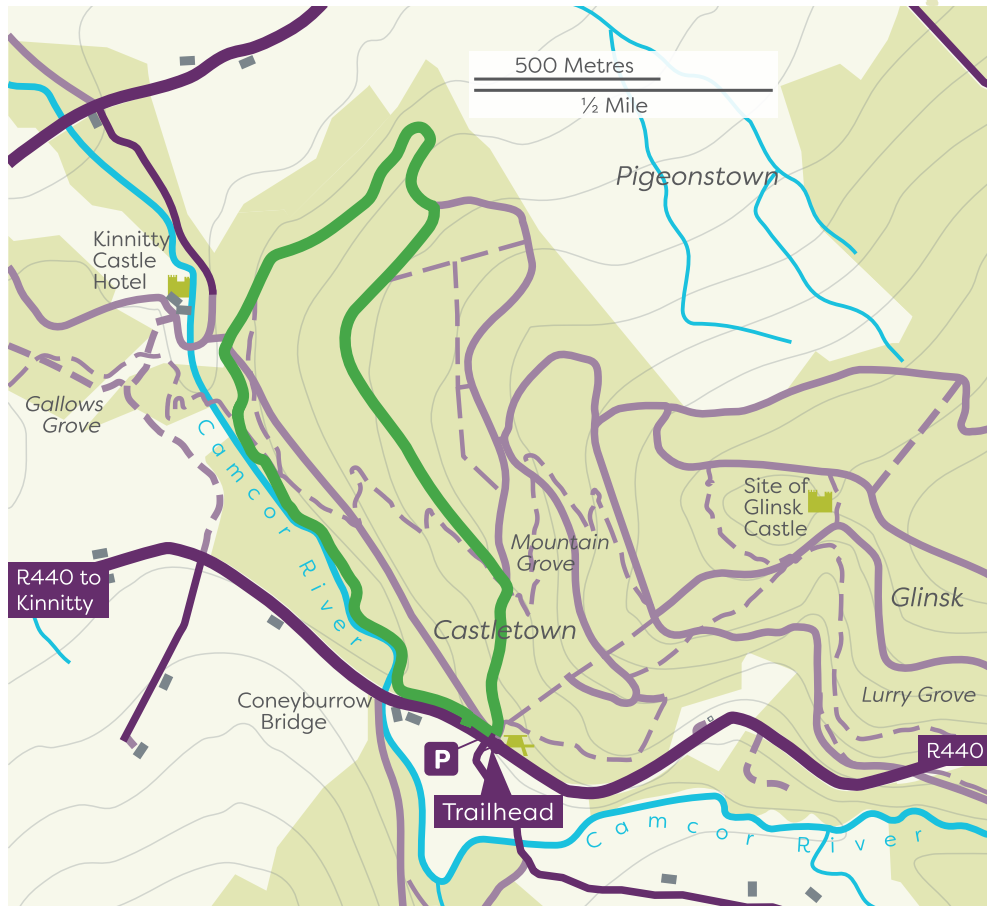 500 Metres
½ Mile
Pigeonstown
Kinnitty
Castle
Hotel
Gallows
Grove
Camcor River
Site of
Glinsk
Castle
Mountain
Grove
R440 to
Kinnitty
Glinsk
Castletown
Coneyburrow
Bridge
Lurry Grove
R440
P
Trailhead
Camcor River